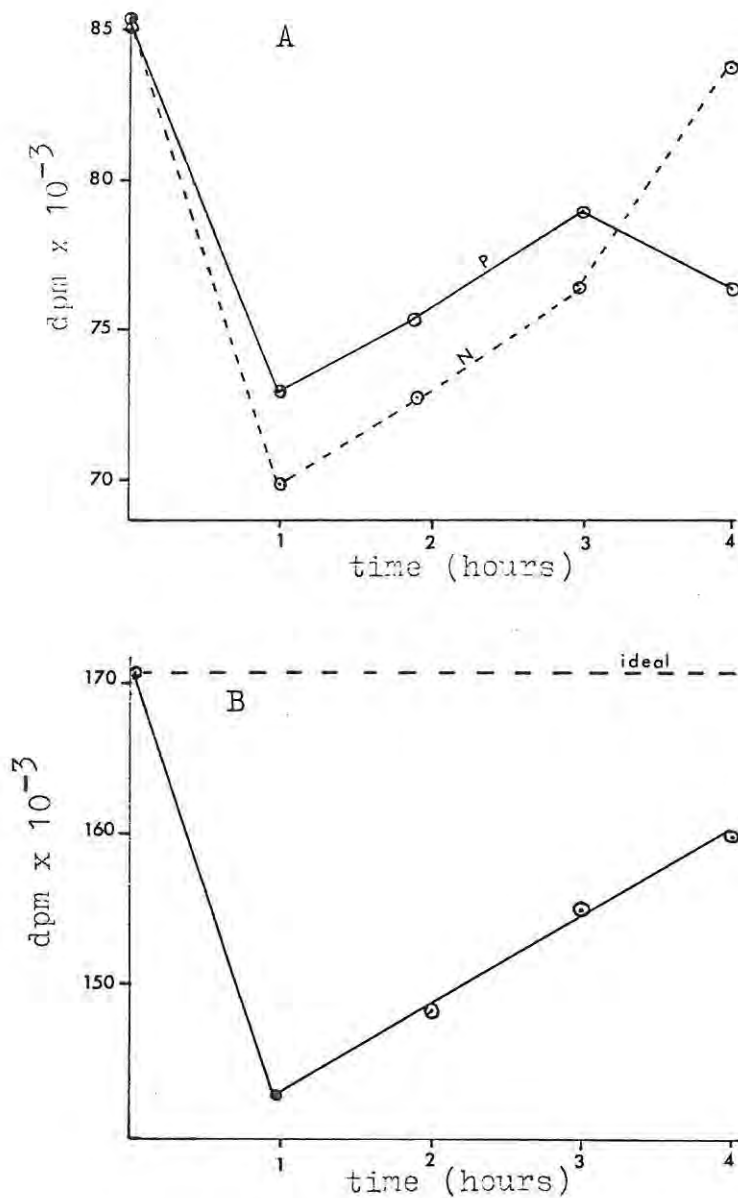 A
85
80
75
70
dpm x 10⁻³
P
N
1 2 3 4
time (hours)
ideal
B
170
160
150
dpm x 10⁻³
1 2 3 4
time (hours)